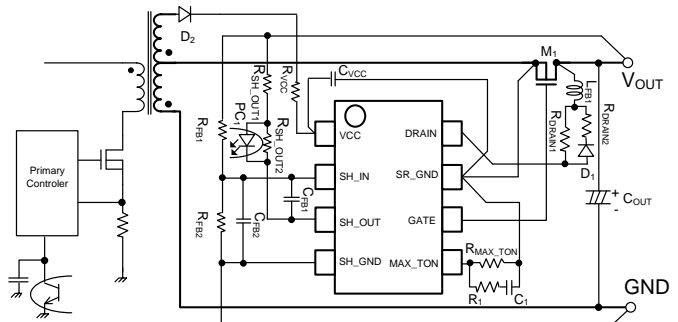 D2
M1
VOUT
CVCC
RVCC
RSH_OUT1
PC1
RSH_OUT2
RFB1
LFB1
RDRAIN1
RDRAIN2
D1
VCC
DRAIN
Primary
Controler
SH_IN
SR_GND
CFB1
COUT
+
-
SH_OUT
GATE
RFB2
CFB2
SH_GND
MAX_TON
RMAX_TON
R1
C1
GND